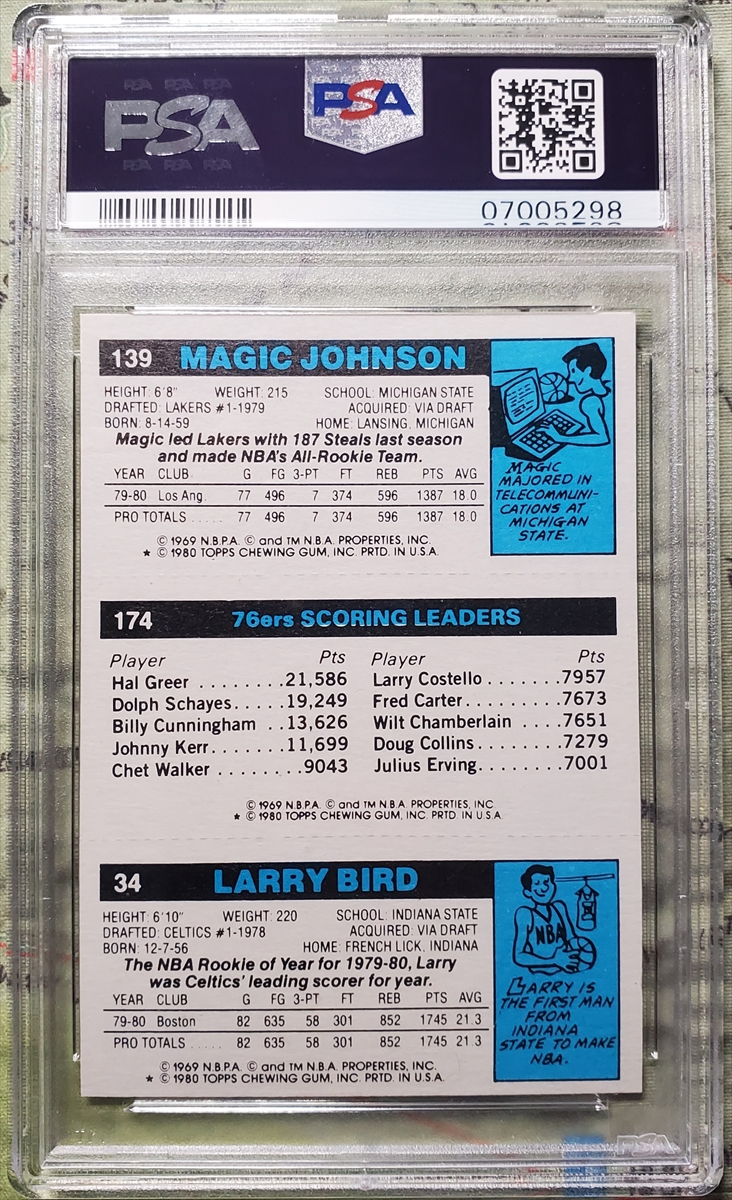 PSA PSA PSA
PSA
PSA PSA PSA
PSA
07005298
139 MAGIC JOHNSON
HEIGHT: 6'8" WEIGHT: 215 SCHOOL: MICHIGAN STATE
DRAFTED: LAKERS #1-1979 ACQUIRED: VIA DRAFT
BORN: 8-14-59 HOME: LANSING, MICHIGAN
Magic led Lakers with 187 Steals last season
and made NBA's All-Rookie Team.
YEAR CLUB G FG 3-PT FT REB PTS AVG
79-80 Los Ang. 77 496 7 374 596 1387 18.0
PRO TOTALS ..... 77 496 7 374 596 1387 18.0
© 1969 N.B.P.A. © and TM N.B.A. PROPERTIES, INC.
★ © 1980 TOPPS CHEWING GUM, INC. PRTD. IN U.S.A.
MAGIC
MAJORED IN
TELECOMMUNI-
CATIONS AT
MICHIGAN
STATE.
174 76ers SCORING LEADERS
Player Pts Player Pts
Hal Greer ........21,586 Larry Costello .......7957
Dolph Schayes.....19,249 Fred Carter.........7673
Billy Cunningham ..13,626 Wilt Chamberlain ....7651
Johnny Kerr.......11,699 Doug Collins........7279
Chet Walker ........9043 Julius Erving........7001
© 1969 N.B.P.A. © and TM N.B.A. PROPERTIES, INC
★ © 1980 TOPPS CHEWING GUM, INC. PRTD. IN U.S.A.
34 LARRY BIRD
HEIGHT: 6'10" WEIGHT: 220 SCHOOL: INDIANA STATE
DRAFTED: CELTICS #1-1978 ACQUIRED: VIA DRAFT
BORN: 12-7-56 HOME: FRENCH LICK, INDIANA
The NBA Rookie of Year for 1979-80, Larry
was Celtics' leading scorer for year.
YEAR CLUB G FG 3-PT FT REB PTS AVG
79-80 Boston 82 635 58 301 852 1745 21.3
PRO TOTALS ..... 82 635 58 301 852 1745 21.3
© 1969 N.B.P.A. © and TM N.B.A. PROPERTIES, INC.
★ © 1980 TOPPS CHEWING GUM, INC. PRTD. IN U.S.A.
NBA
LARRY IS
THE FIRST MAN
FROM
INDIANA
STATE TO MAKE
NBA.
PSA